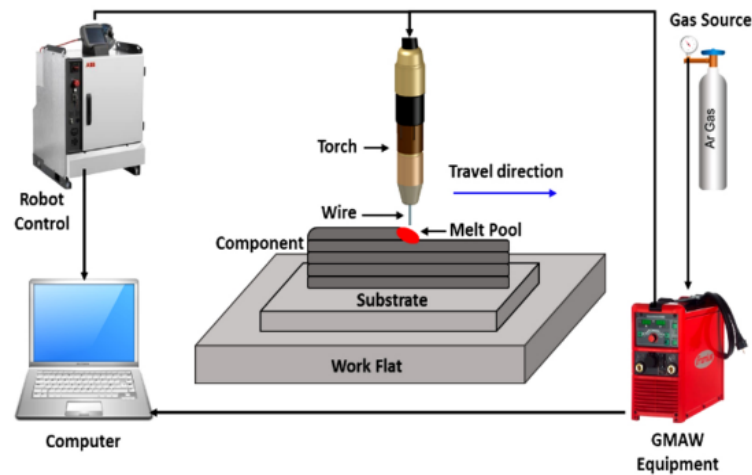 Gas Source
ABB
Ar Gas
Torch
Travel direction
Robot
Control
Wire
Melt Pool
Component
Substrate
Work Flat
Computer
GMAW
Equipment